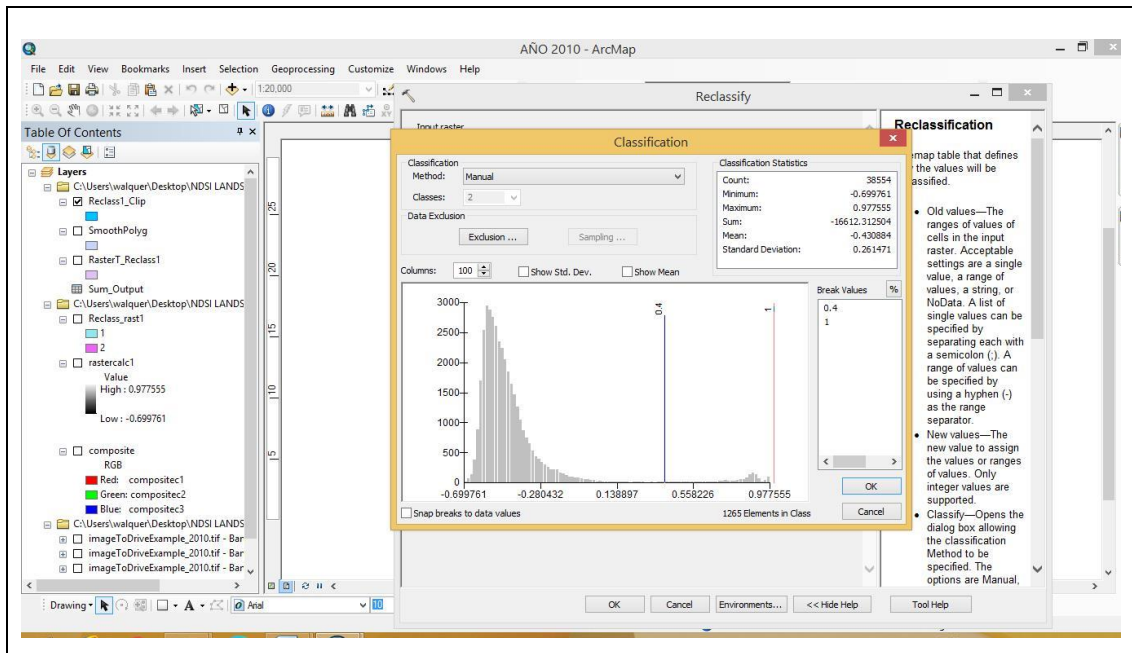 AÑO 2010 - ArcMap
File Edit View Bookmarks Insert Selection Geoprocessing Customize Windows Help
1:20,000
Table Of Contents
Layers
C:\Users\walquer\Desktop\NDSI LANDS
Reclass1_Clip
SmoothPolyg
RasterT_Reclass1
Sum_Output
C:\Users\walquer\Desktop\NDSI LANDS
Reclass_rast1
1
2
rastercalc1
Value
High : 0.977555
Low : -0.699761
composite
RGB
Red: compositec1
Green: compositec2
Blue: compositec3
C:\Users\walquer\Desktop\NDSI LANDS
imageToDriveExample_2010.tif - Bar
imageToDriveExample_2010.tif - Bar
imageToDriveExample_2010.tif - Bar
Drawing A Arial 10
25
20
15
10
5
Reclassify
Input raster
Classification
Classification
Method: Manual
Classes: 2
Data Exclusion
Exclusion ... Sampling ...
Columns: 100 Show Std. Dev. Show Mean
Classification Statistics
Count: 38554
Minimum: -0.699761
Maximum: 0.977555
Sum: -16612.312504
Mean: -0.430884
Standard Deviation: 0.261471
Break Values %
0.4
1
3000
2500
2000
1500
1000
500
0
0.4
1
-0.699761 -0.280432 0.138897 0.558226 0.977555
OK
Snap breaks to data values 1265 Elements in Class Cancel
OK Cancel Environments... << Hide Help Tool Help
Reclassification
emap table that defines
the values will be
assified.
• Old values—The
ranges of values of
cells in the input
raster. Acceptable
settings are a single
value, a range of
values, a string, or
NoData. A list of
single values can be
specified by
separating each with
a semicolon (;). A
range of values can
be specified by
using a hyphen (-)
as the range
separator.
• New values—The
new value to assign
the values or ranges
of values. Only
integer values are
supported.
• Classify—Opens the
dialog box allowing
the classification
Method to be
specified. The
options are Manual,